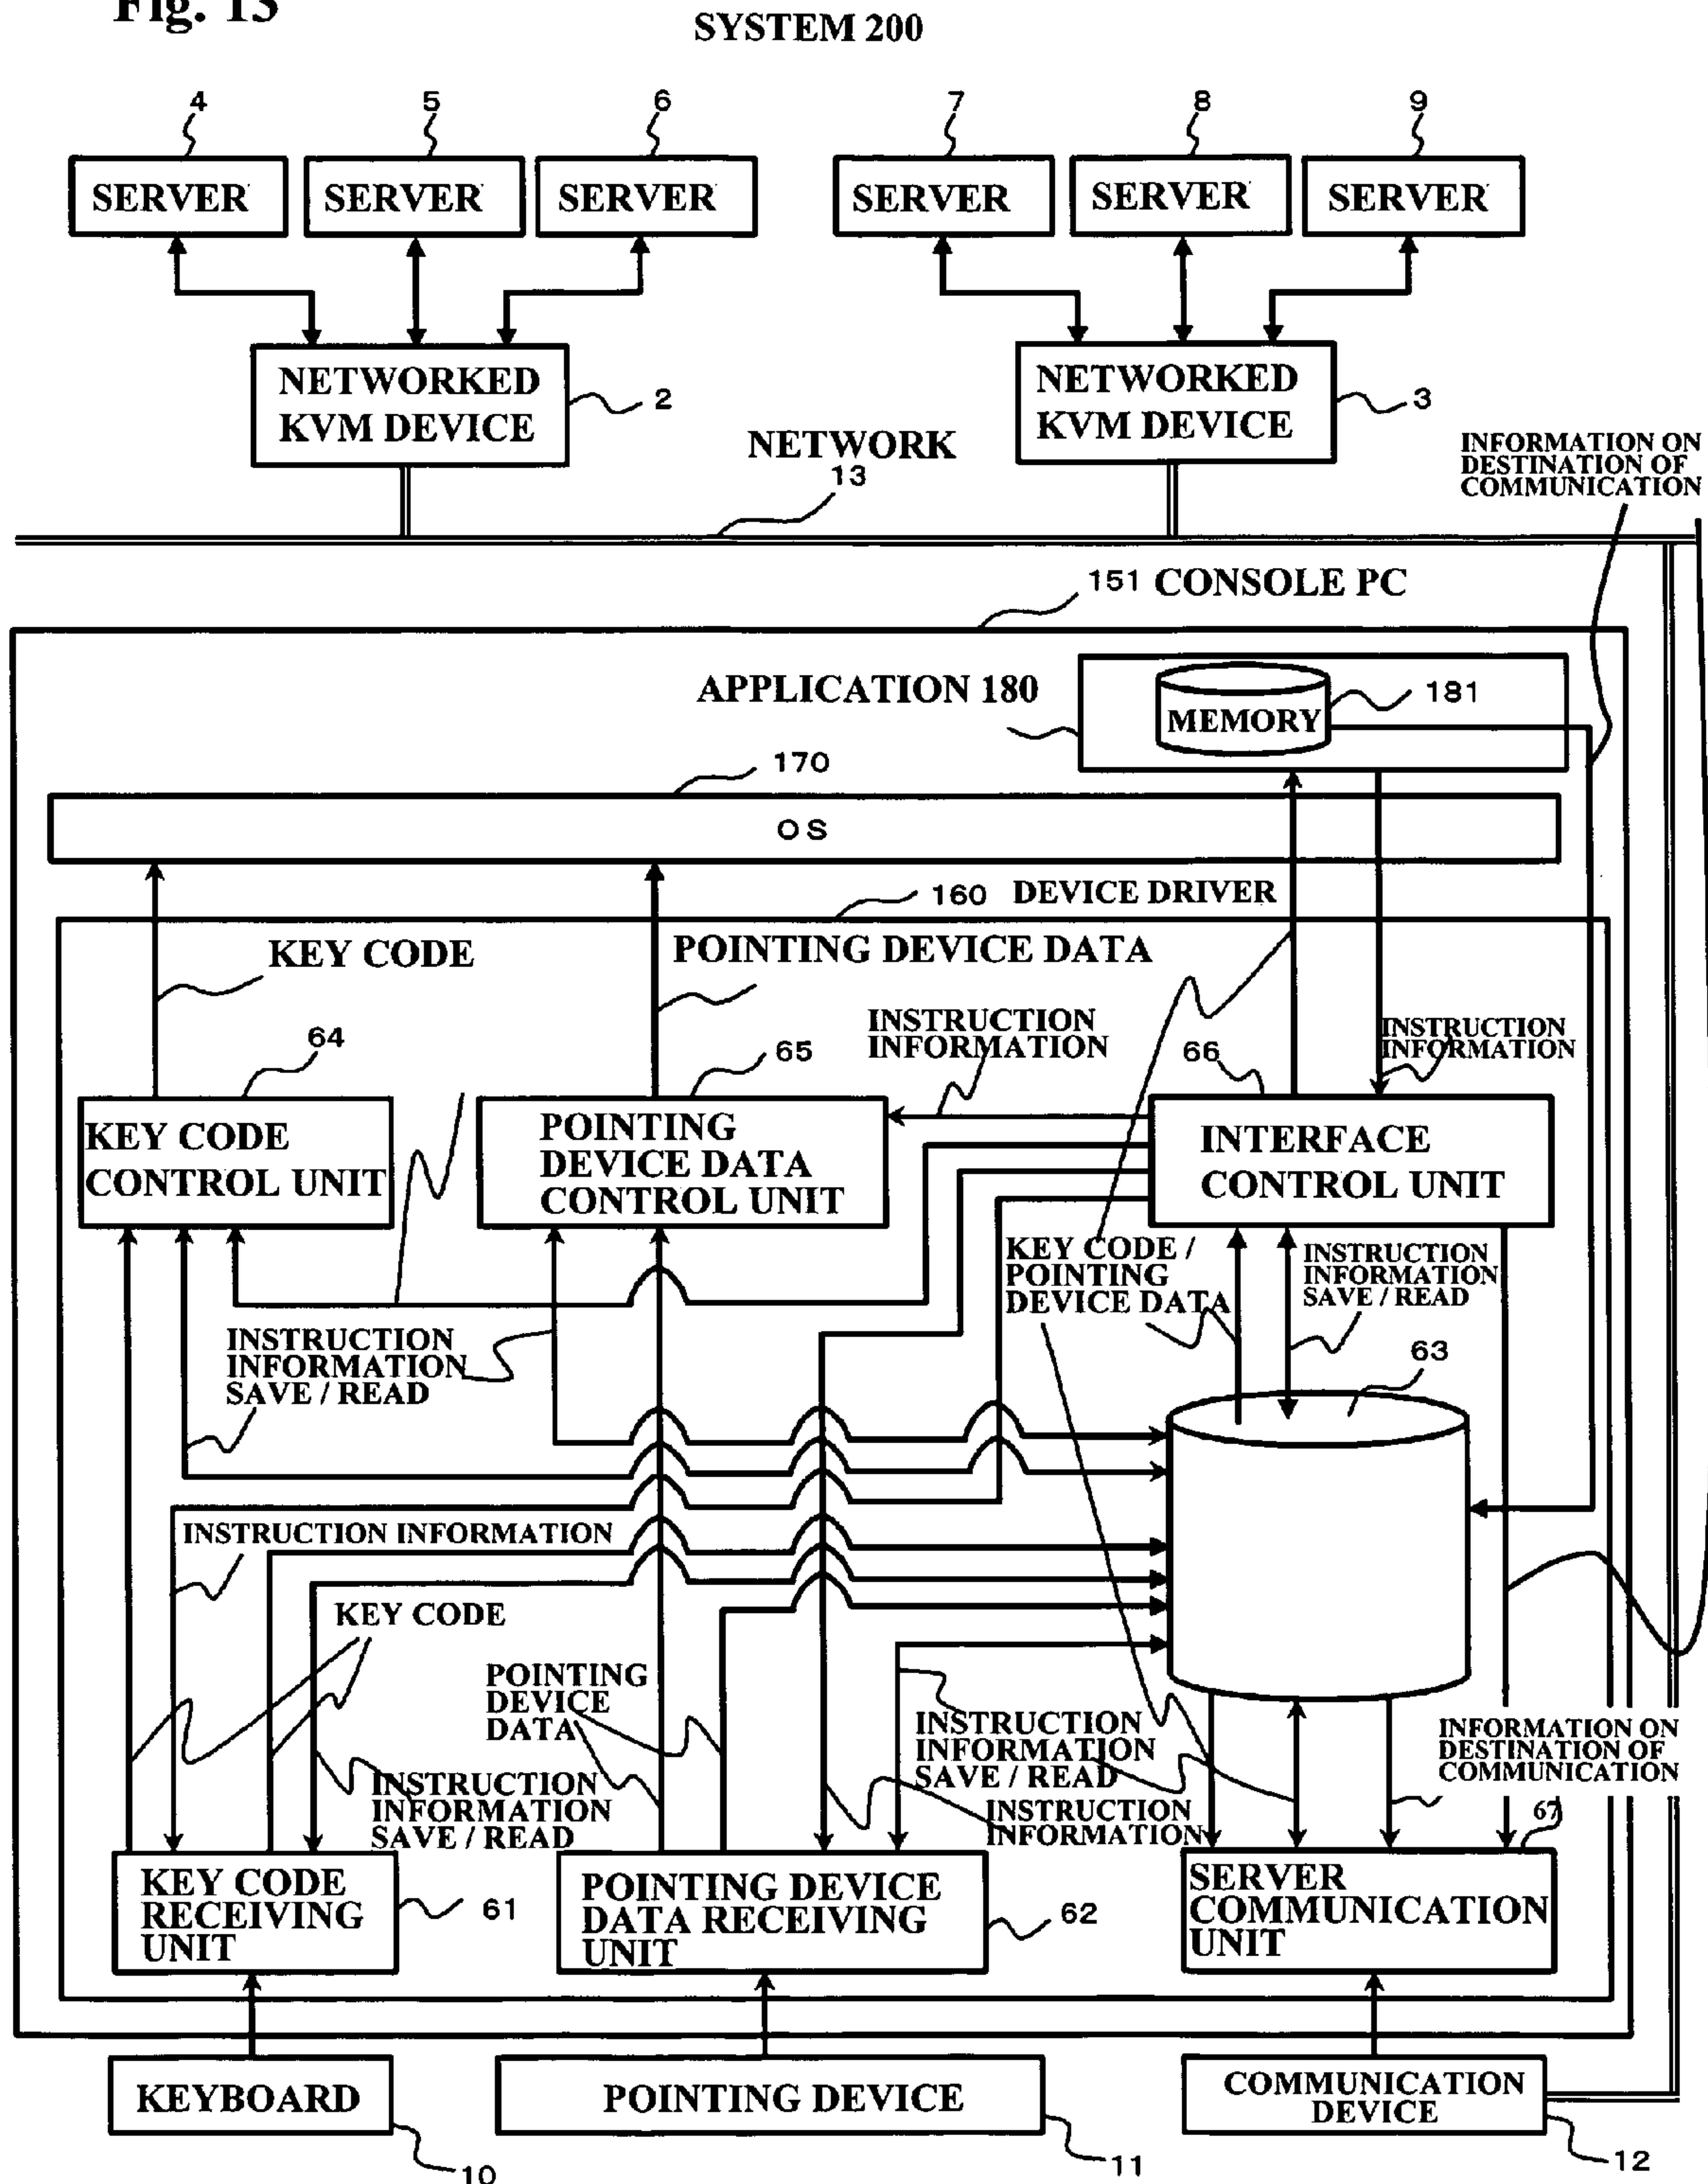 Fig. 13
SYSTEM 200
4
5
6
7
8
9
SERVER
SERVER
SERVER
SERVER
SERVER
SERVER
NETWORKED
KVM DEVICE
2
NETWORKED
KVM DEVICE
3
NETWORK
13
INFORMATION ON
DESTINATION OF
COMMUNICATION
151 CONSOLE PC
APPLICATION 180
MEMORY
181
170
OS
160 DEVICE DRIVER
KEY CODE
POINTING DEVICE DATA
INSTRUCTION
INFORMATION
INSTRUCTION
INFORMATION
64
65
66
KEY CODE
CONTROL UNIT
POINTING
DEVICE DATA
CONTROL UNIT
INTERFACE
CONTROL UNIT
KEY CODE /
POINTING
DEVICE DATA
INSTRUCTION
INFORMATION
SAVE / READ
INSTRUCTION
INFORMATION
SAVE / READ
63
INSTRUCTION INFORMATION
KEY CODE
POINTING
DEVICE
DATA
INSTRUCTION
INFORMATION
SAVE / READ
INSTRUCTION
INFORMATION
SAVE / READ
INSTRUCTION
INFORMATION
INFORMATION ON
DESTINATION OF
COMMUNICATION
67
KEY CODE
RECEIVING
UNIT
61
POINTING DEVICE
DATA RECEIVING
UNIT
62
SERVER
COMMUNICATION
UNIT
KEYBOARD
10
POINTING DEVICE
11
COMMUNICATION
DEVICE
12